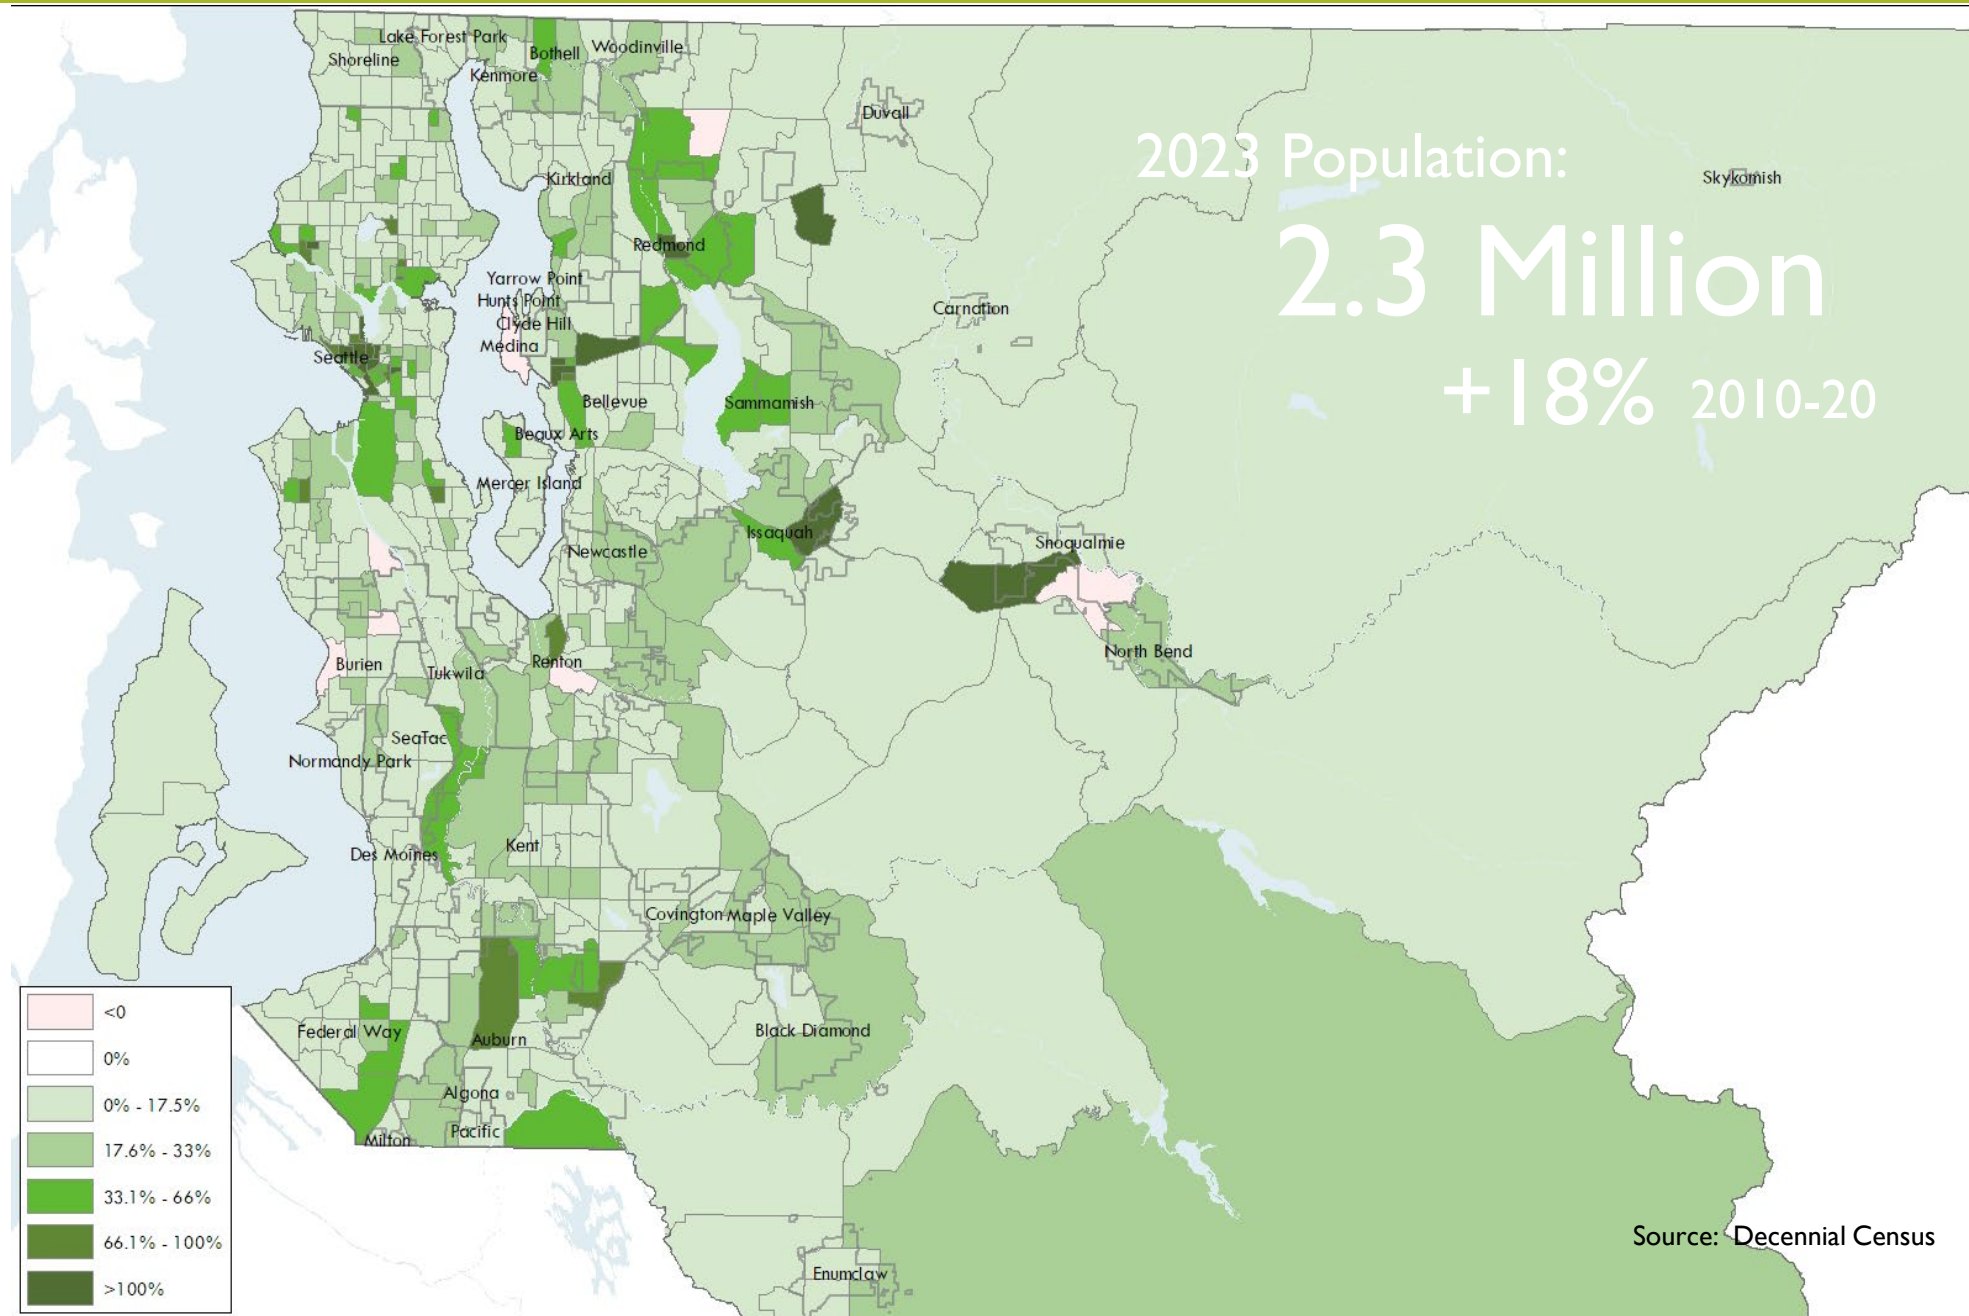 Lake Forest Park
Shoreline
Bothell
Woodinville
Kenmore
Duvall
2023 Population:
Kirkland
Skykomish
Redmond
2.3 Million
Yarrow Point
Hunts Point
Carnation
Clyde Hill
Medina
Seattle
+18% 2010-20
Bellevue
Sammamish
Beaux Arts
Mercer Island
Issaquah
Snoqualmie
Newcastle
North Bend
Burien
Renton
Tukwila
SeaTac
Normandy Park
Kent
Des Moines
Covington
Maple Valley
Federal Way
Auburn
Black Diamond
Algona
Pacific
Milton
Enumclaw
<0
0%
0% - 17.5%
17.6% - 33%
33.1% - 66%
66.1% - 100%
>100%
Source: Decennial Census